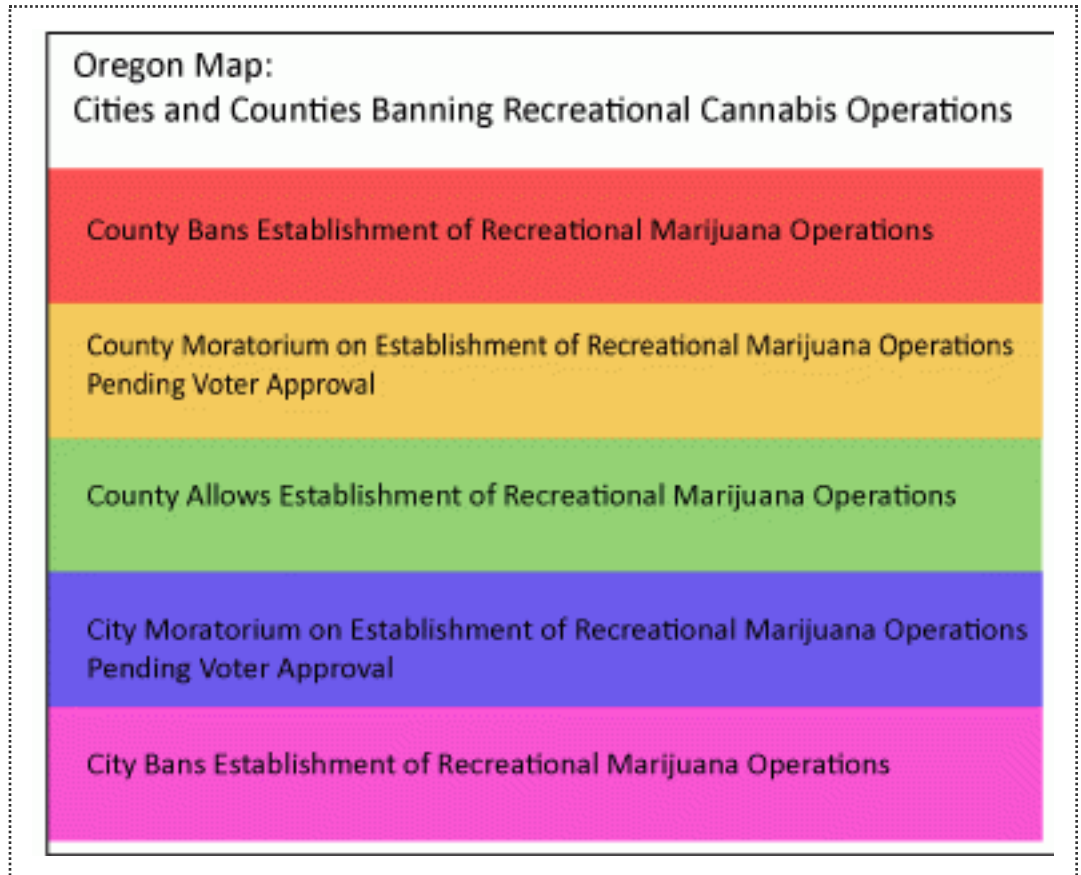 Oregon Map:
Cities and Counties Banning Recreational Cannabis Operations
County Bans Establishment of Recreational Marijuana Operations
County Moratorium on Establishment of Recreational Marijuana Operations
Pending Voter Approval
County Allows Establishment of Recreational Marijuana Operations
City Moratorium on Establishment of Recreational Marijuana Operations
Pending Voter Approval
City Bans Establishment of Recreational Marijuana Operations